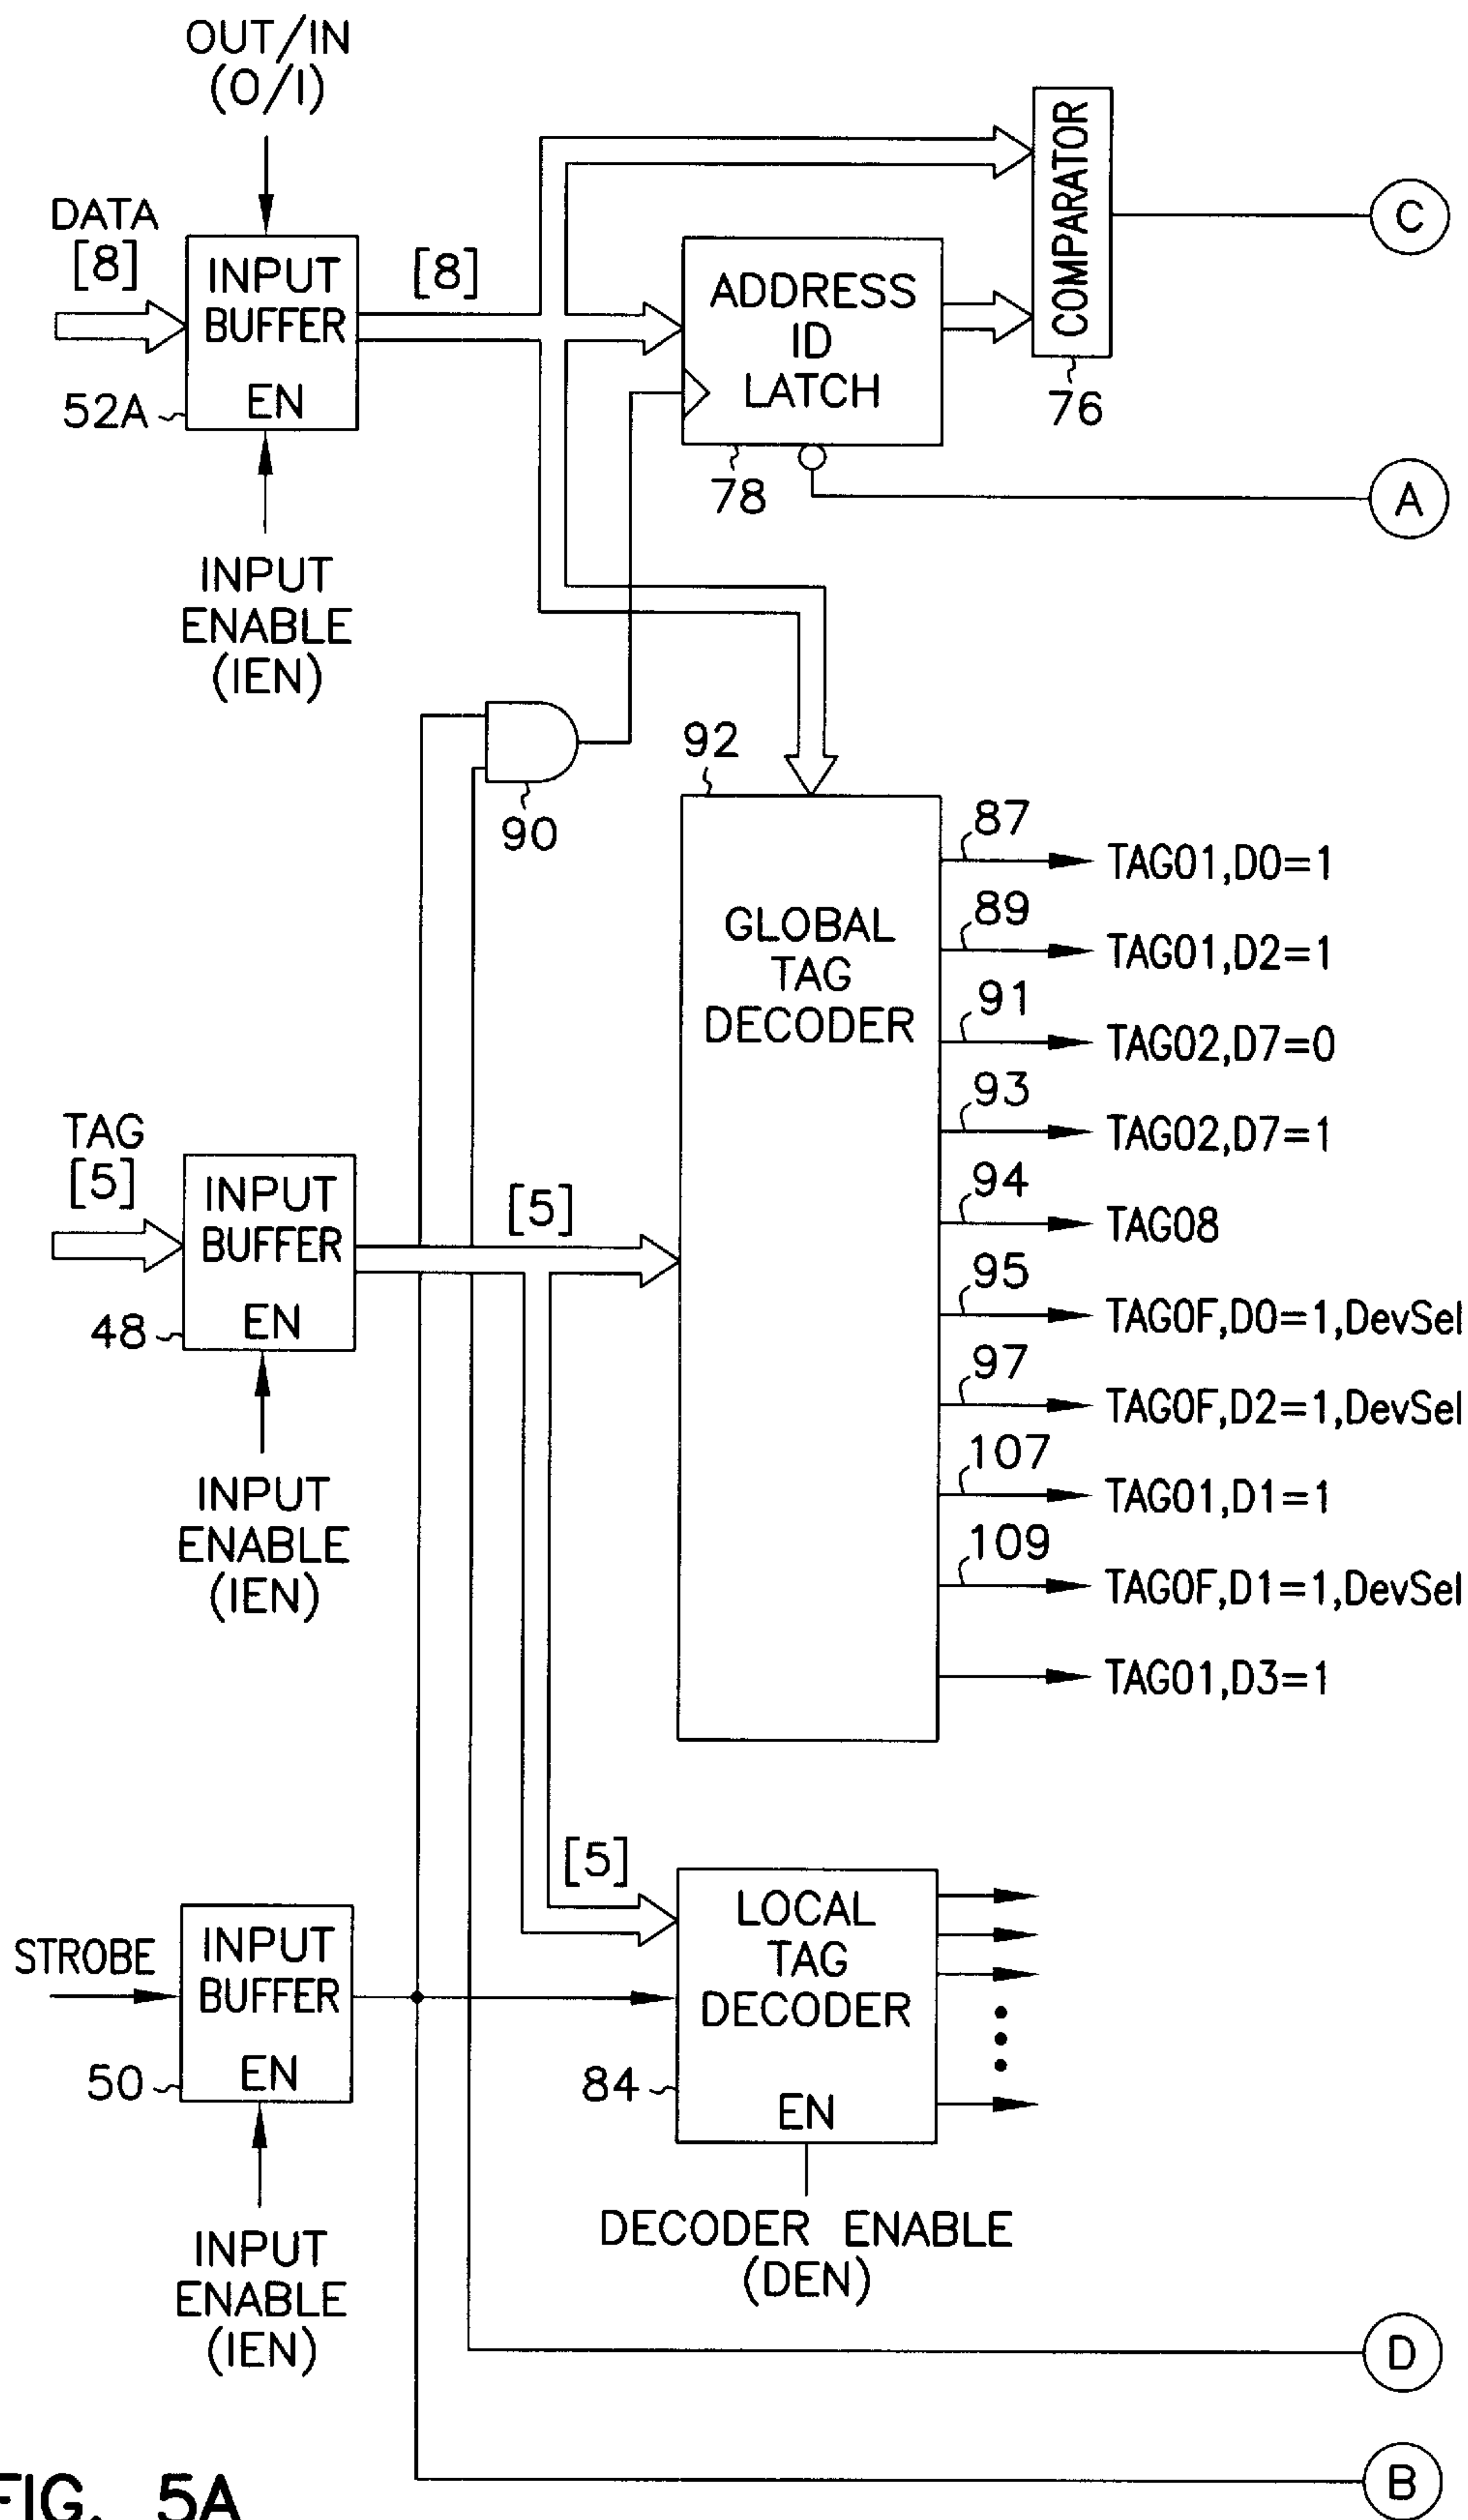 OUT/IN
(O/I)
DATA
[8]
INPUT
BUFFER
EN
52A
[8]
INPUT
ENABLE
(IEN)
ADDRESS
ID
LATCH
78
COMPARATOR
76
C
A
90
92
GLOBAL
TAG
DECODER
87
TAG01,D0=1
89
TAG01,D2=1
91
TAG02,D7=0
93
TAG02,D7=1
94
TAG08
95
TAG0F,D0=1,DevSel
97
TAG0F,D2=1,DevSel
107
TAG01,D1=1
109
TAG0F,D1=1,DevSel
TAG01,D3=1
TAG
[5]
INPUT
BUFFER
EN
48
[5]
INPUT
ENABLE
(IEN)
STROBE
INPUT
BUFFER
EN
50
INPUT
ENABLE
(IEN)
[5]
LOCAL
TAG
DECODER
EN
84
DECODER ENABLE
(DEN)
D
B
FIG. 5A